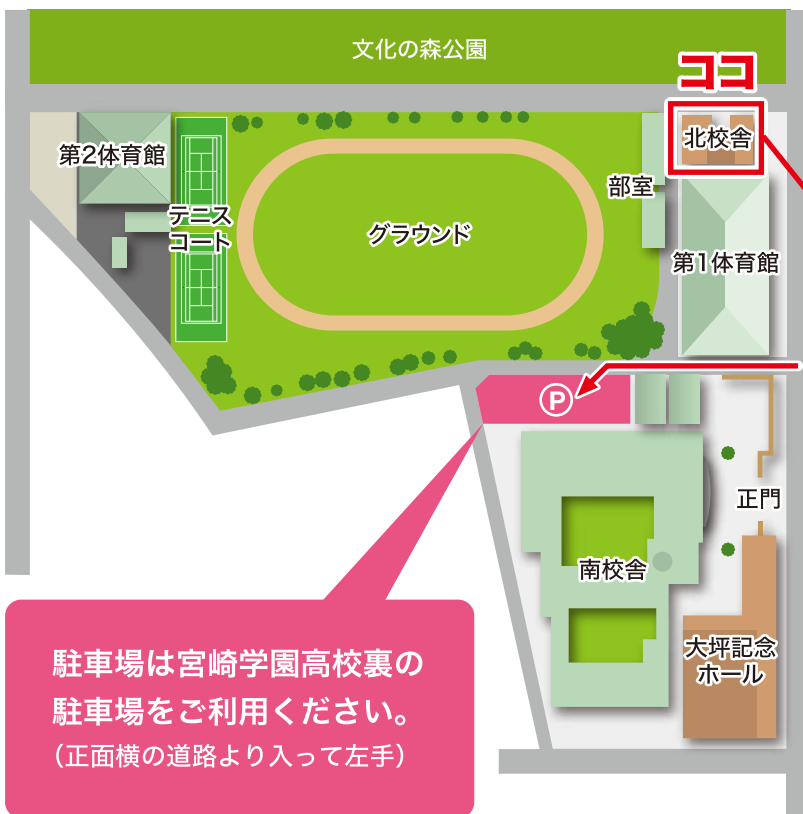 文化の森公園
ココ
北校舎
第2体育館
部室
テニス
コート
グラウンド
第1体育館
P
正門
南校舎
大坪記念
ホール
駐車場は宮崎学園高校裏の
駐車場をご利用ください。
（正面横の道路より入って左手）